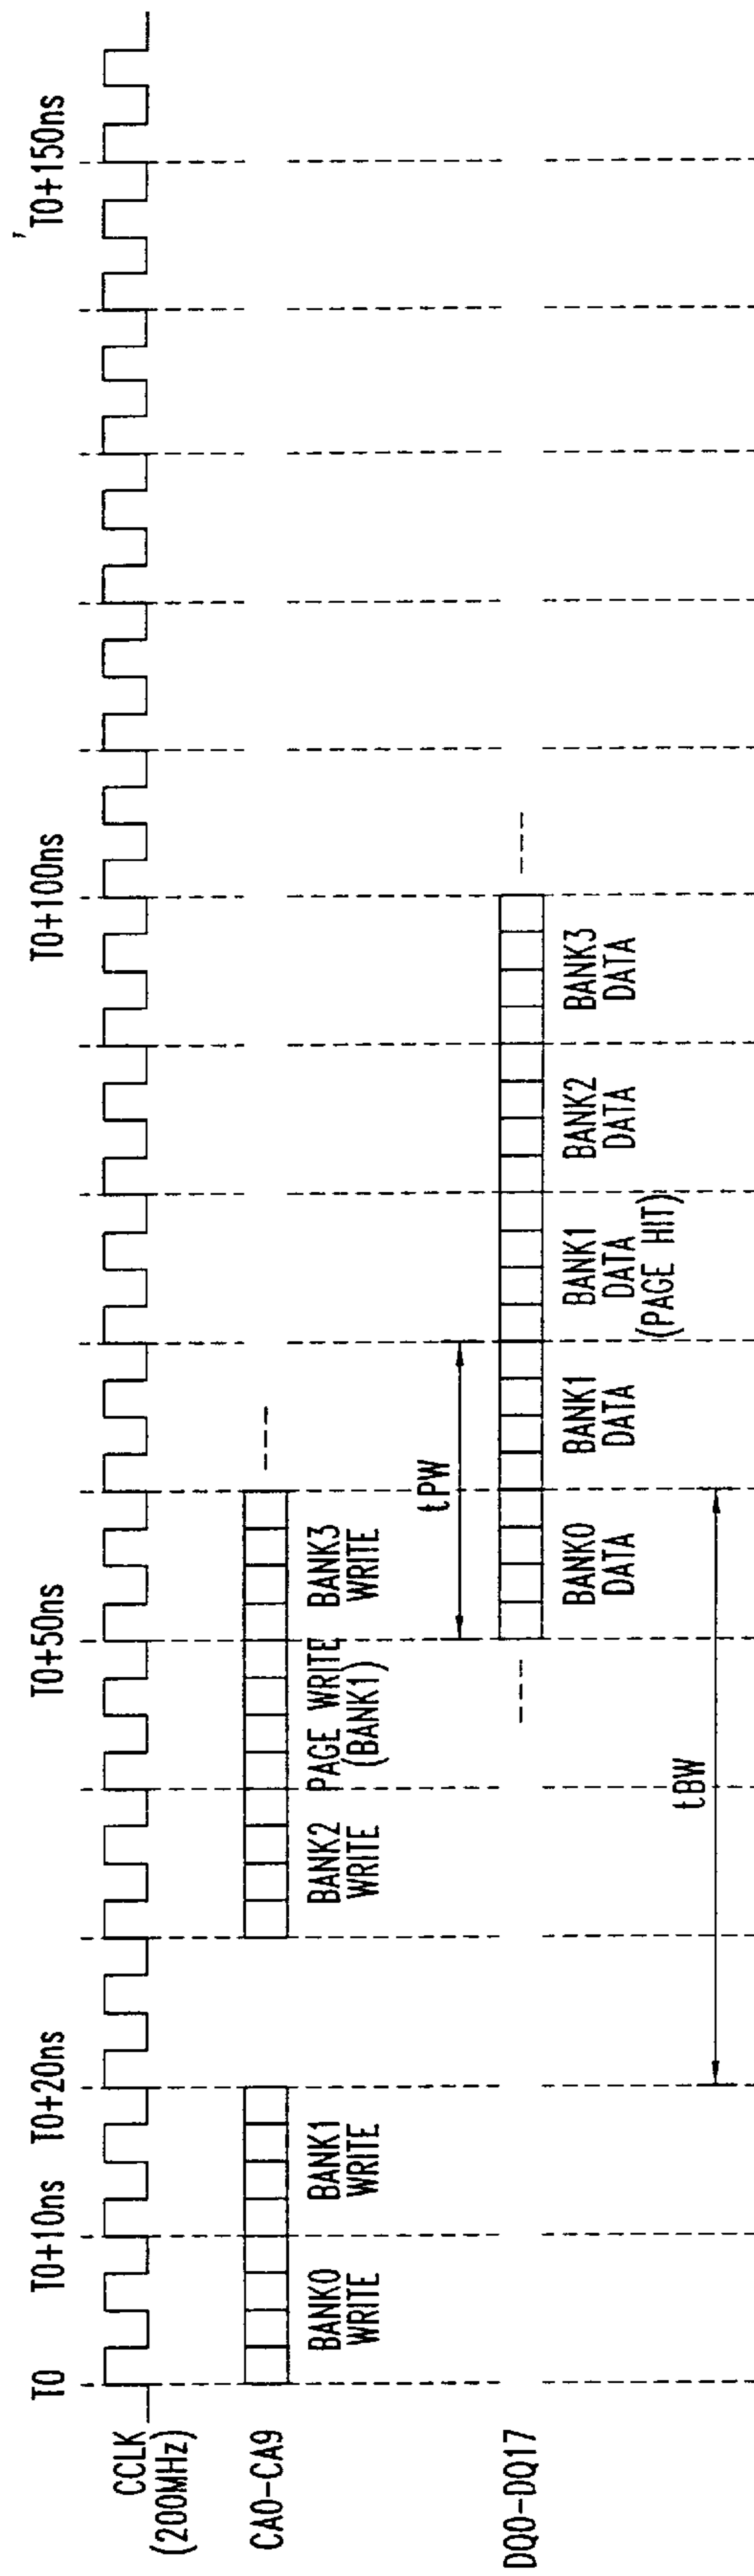 T0
T0+10ns
T0+20ns
T0+50ns
T0+100ns
T0+150ns
CCLK
(200MHz)
CA0-CA9
BANK0
WRITE
BANK1
WRITE
BANK2
WRITE
PAGE WRITE
(BANK1)
BANK3
WRITE
tPW
DQ0-DQ17
BANK0
DATA
BANK1
DATA
BANK1
DATA
(PAGE HIT)
BANK2
DATA
BANK3
DATA
tBW